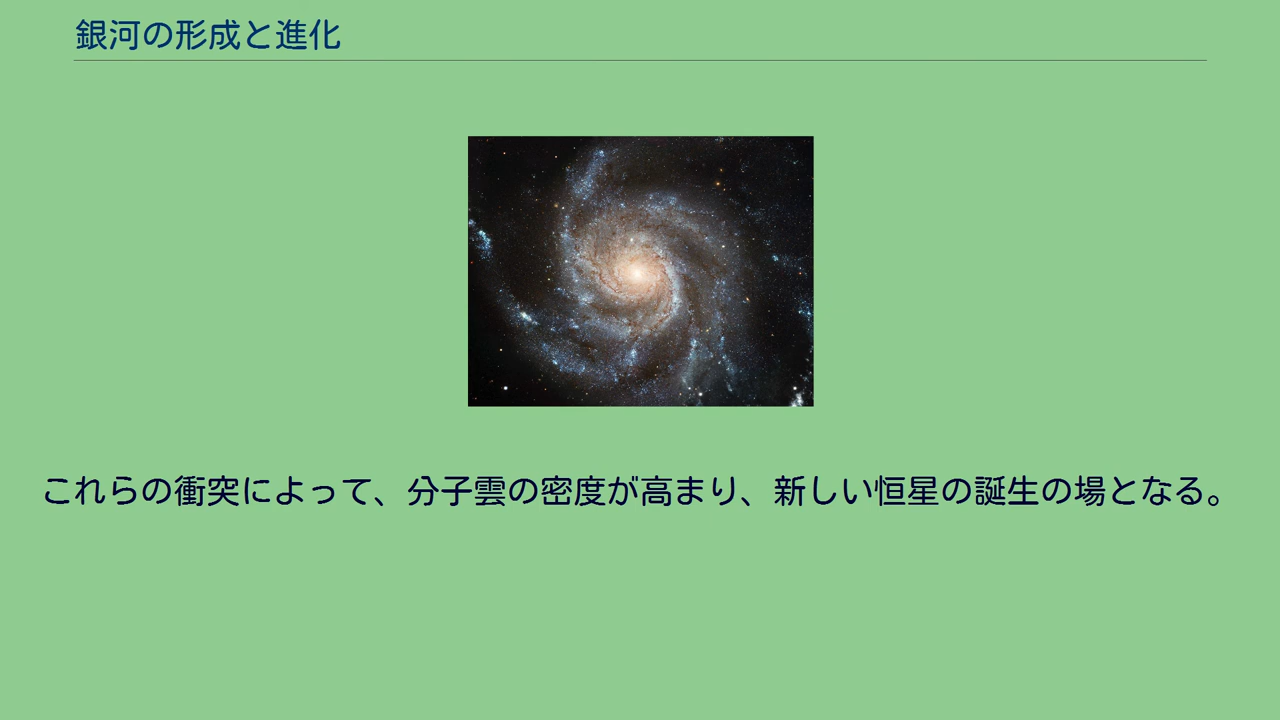 銀河の形成と進化
これらの衝突によって、分子雲の密度が高まり、新しい恒星の誕生の場となる。